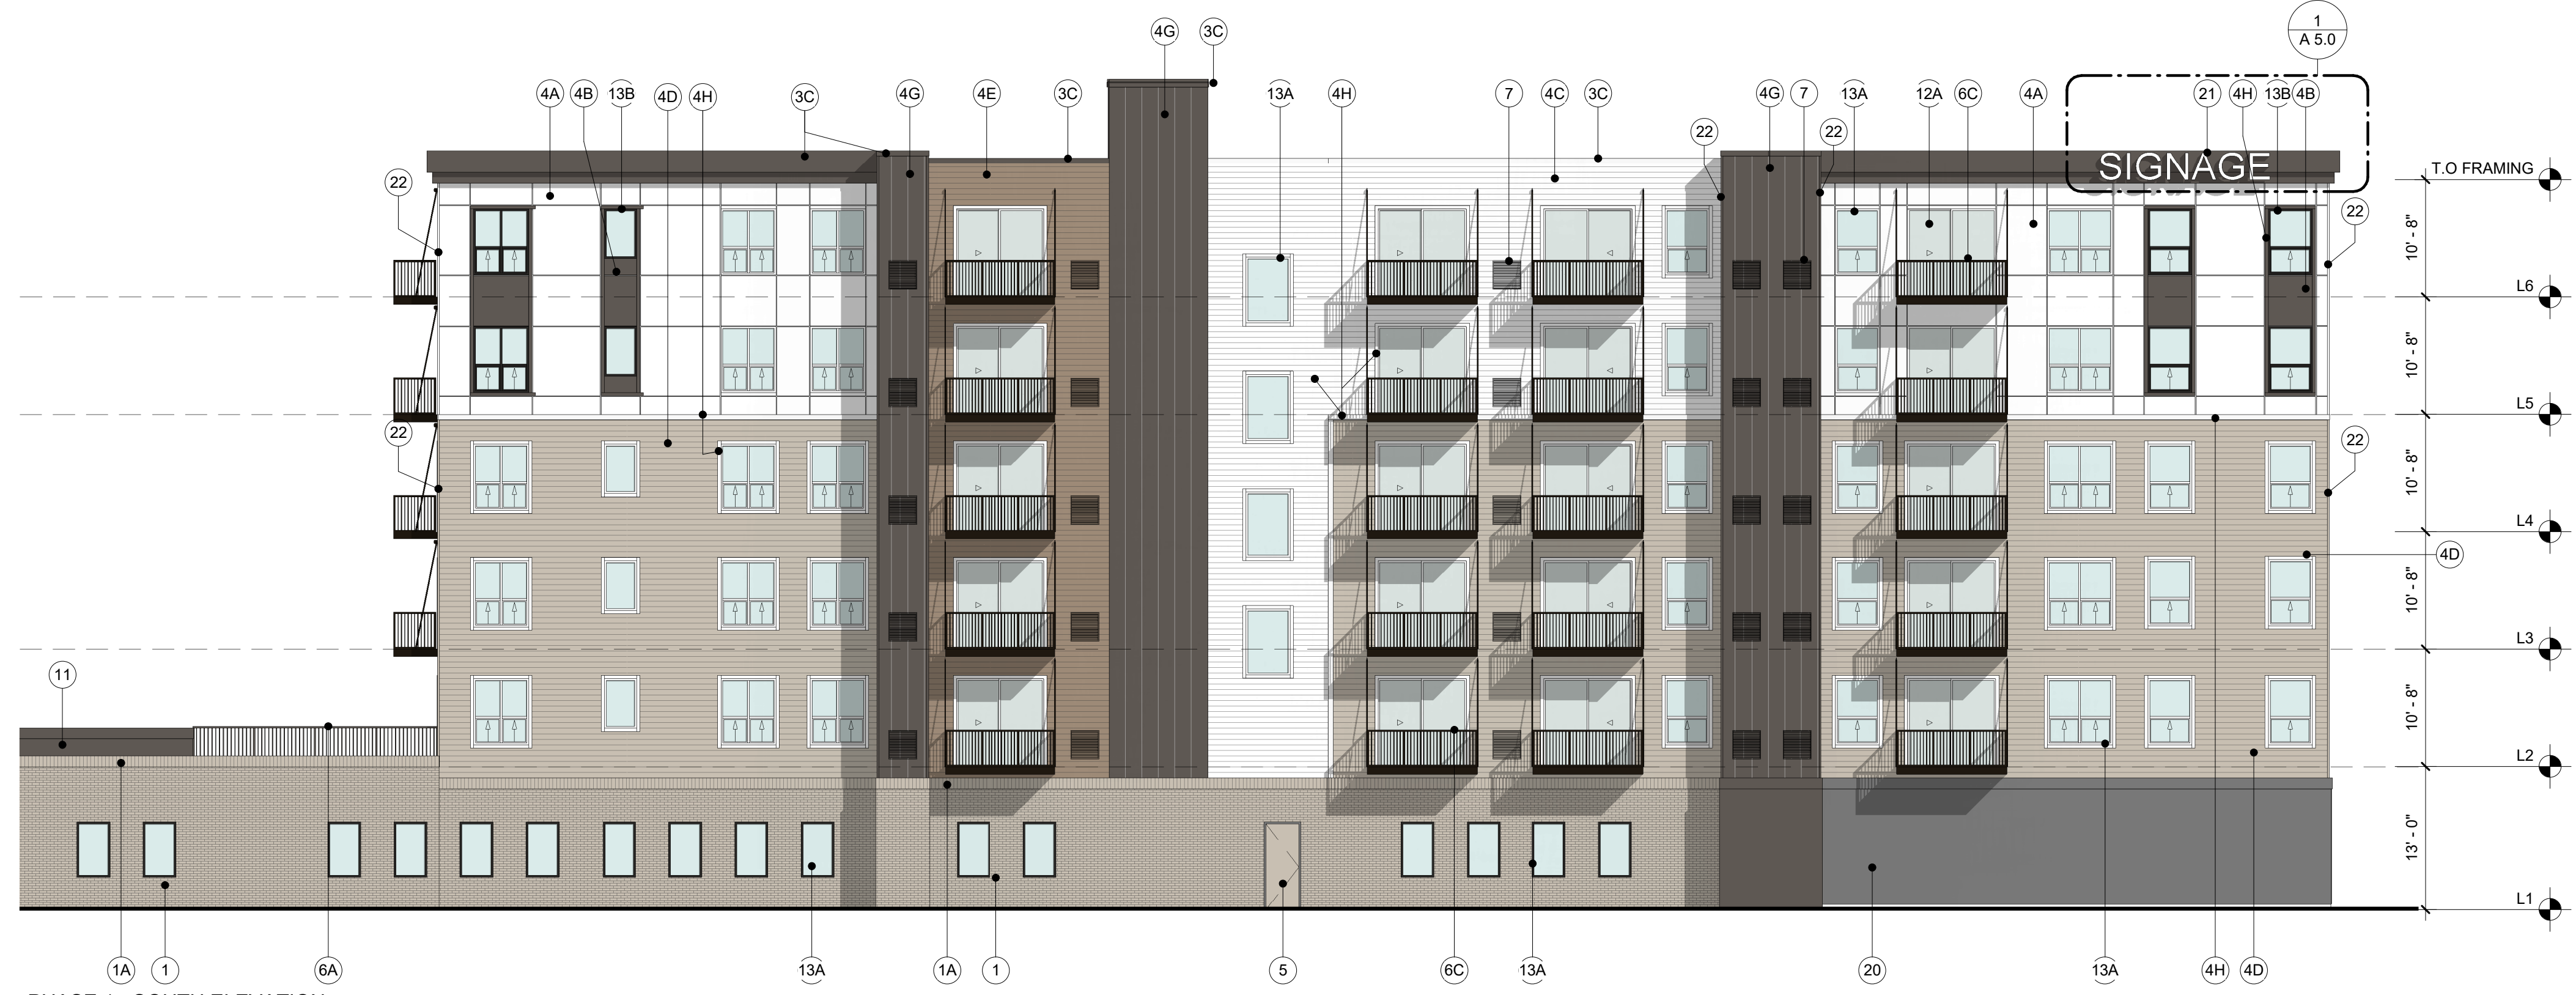 1
A 5.0
4G 3C
4A 4B 13B 4D 4H 3C 4G 4E 3C 13A 4H 7 4C 3C 4G 7 13A 12A 6C 4A 21 4H 13B 4B
22 22
SIGNAGE
T.O FRAMING
22
22
10' - 8"
L6
10' - 8"
L5
22
22
10' - 8"
L4
4D
10' - 8"
L3
11
10' - 8"
L2
13' - 0"
L1
1A 1 6A 13A 1A 1 5 6C 13A 20 13A 4H 4D